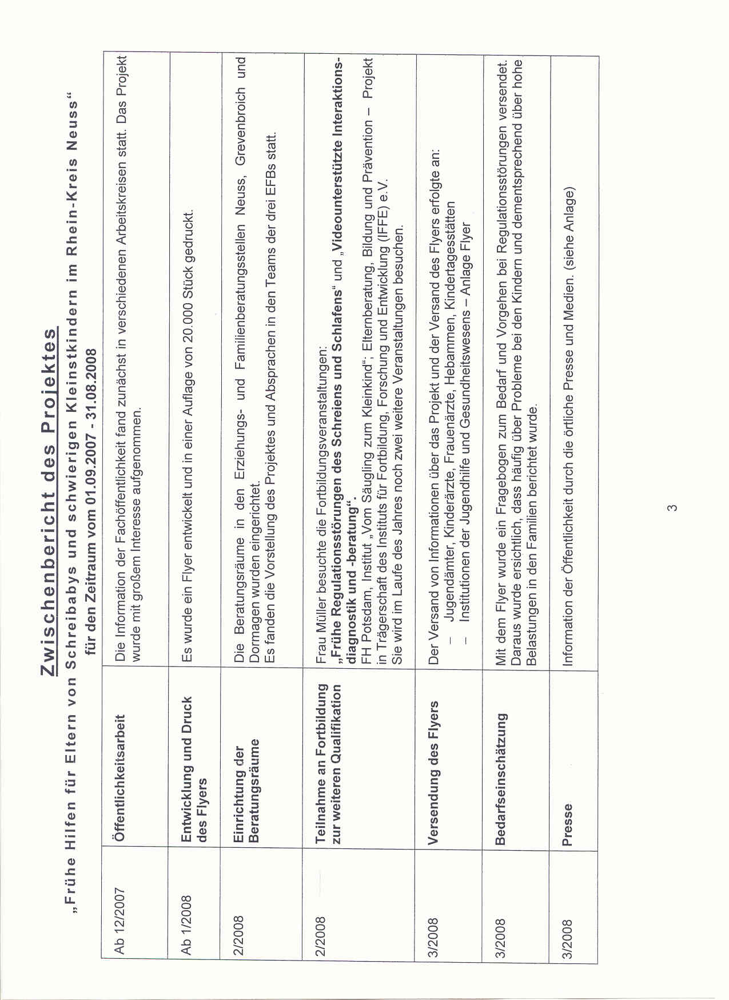 Zwischenbericht des Projektes
„Frühe Hilfen für Eltern von Schreibabys und schwierigen Kleinstkindern im Rhein-Kreis Neuss“
für den Zeitraum vom 01.09.2007 - 31.08.2008
Ab 12/2007
Öffentlichkeitsarbeit
Die Information der Fachöffentlichkeit fand zunächst in verschiedenen Arbeitskreisen statt. Das Projekt
wurde mit großem Interesse aufgenommen.
Ab 1/2008
Entwicklung und Druck
des Flyers
Es wurde ein Flyer entwickelt und in einer Auflage von 20.000 Stück gedruckt.
2/2008
Einrichtung der
Beratungsräume
Die Beratungsräume in den Erziehungs- und Familienberatungsstellen Neuss, Grevenbroich und
Dormagen wurden eingerichtet.
Es fanden die Vorstellung des Projektes und Absprachen in den Teams der drei EFBs statt.
2/2008
Teilnahme an Fortbildung
zur weiteren Qualifikation
Frau Müller besuchte die Fortbildungsveranstaltungen:
„Frühe Regulationsstörungen des Schreiens und Schlafens“ und „Videounterstützte Interaktions-
diagnostik und -beratung“.
FH Potsdam, Institut „Vom Säugling zum Kleinkind“; Elternberatung, Bildung und Prävention – Projekt
in Trägerschaft des Instituts für Fortbildung, Forschung und Entwicklung (IFFE) e.V.
Sie wird im Laufe des Jahres noch zwei weitere Veranstaltungen besuchen.
3/2008
Versendung des Flyers
Der Versand von Informationen über das Projekt und der Versand des Flyers erfolgte an:
– Jugendämter, Kinderärzte, Frauenärzte, Hebammen, Kindertagesstätten
– Institutionen der Jugendhilfe und Gesundheitswesens – Anlage Flyer
3/2008
Bedarfseinschätzung
Mit dem Flyer wurde ein Fragebogen zum Bedarf und Vorgehen bei Regulationsstörungen versendet.
Daraus wurde ersichtlich, dass häufig über Probleme bei den Kindern und dementsprechend über hohe
Belastungen in den Familien berichtet wurde.
3/2008
Presse
Information der Öffentlichkeit durch die örtliche Presse und Medien. (siehe Anlage)
3